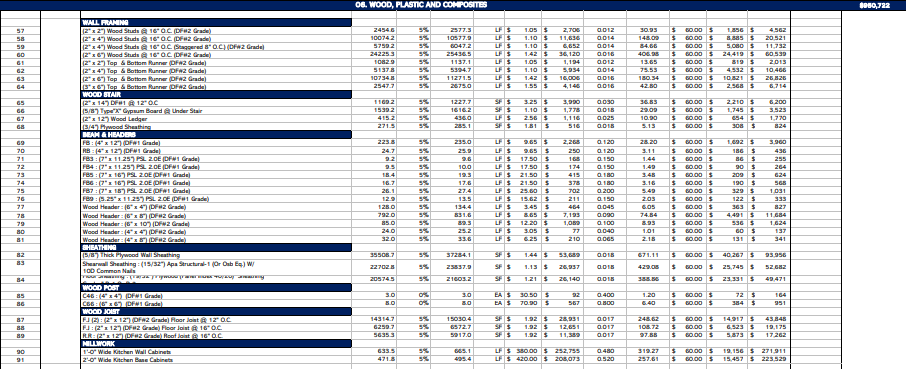 06. WOOD, PLASTIC AND COMPOSITES $950,722
WALL FRAMING
57 (2" x 2") Wood Studs @ 16" O.C. (DF#2 Grade) 2454.6 5% 2577.3 LF $ 1.05 $ 2,706 0.012 30.93 $ 60.00 $ 1,856 $ 4,562
58 (2" x 4") Wood Studs @ 16" O.C. (DF#2 Grade) 10074.2 5% 10577.9 LF $ 1.10 $ 11,636 0.014 148.09 $ 60.00 $ 8,885 $ 20,521
59 (2" x 4") Wood Studs @ 16" O.C. (Staggered 8" O.C.) (DF#2 Grade) 5759.2 6047.2 LF $ 1.10 $ 6,652 0.014 84.66 $ 60.00 $ 5,080 $ 11,732
60 (2" x 6") Wood Studs @ 16" O.C. (DF#2 Grade) 24225.3 5% 25436.5 LF $ 1.42 $ 36,120 0.016 406.98 $ 60.00 $ 24,419 $ 60,539
61 (2" x 2") Top & Bottom Runner (DF#2 Grade) 1082.9 5% 1137.1 LF $ 1.05 $ 1,194 0.012 13.65 $ 60.00 $ 819 $ 2,013
62 (2" x 4") Top & Bottom Runner (DF#2 Grade) 5137.8 5% 5394.7 LF $ 1.10 $ 5,934 0.014 75.53 $ 60.00 $ 4,532 $ 10,466
63 (2" x 6") Top & Bottom Runner (DF#2 Grade) 10734.8 5% 11271.5 LF $ 1.42 $ 16,006 0.016 180.34 $ 60.00 $ 10,821 $ 26,826
64 (3" x 6") Top & Bottom Runner (DF#2 Grade) 2547.7 5% 2675.0 LF $ 1.55 $ 4,146 0.016 42.80 $ 60.00 $ 2,568 $ 6,714
WOOD STAIR
65 (2" x 14") DF#1 @ 12" O.C 1169.2 5% 1227.7 SF $ 3.25 $ 3,990 0.030 36.83 $ 60.00 $ 2,210 $ 6,200
66 (5/8") Type"X" Gypsum Board @ Under Stair 1539.2 5% 1616.2 SF $ 1.10 $ 1,778 0.018 29.09 $ 60.00 $ 1,745 $ 3,523
67 (2" x 12") Wood Ledger 415.2 5% 436.0 LF $ 2.56 $ 1,116 0.025 10.90 $ 60.00 $ 654 $ 1,770
68 (3/4") Plywood Sheathing 271.5 5% 285.1 SF $ 1.81 $ 516 0.018 5.13 $ 60.00 $ 308 $ 824
BEAM & HEADERS
69 FB : (4" x 12") (DF#1 Grade) 223.8 5% 235.0 LF $ 9.65 $ 2,268 0.120 28.20 $ 60.00 $ 1,692 $ 3,960
70 RB : (4" x 12") (DF#1 Grade) 24.7 5% 25.9 LF $ 9.65 $ 250 0.120 3.11 $ 60.00 $ 186 $ 436
71 FB3 : (7" x 11.25") PSL 2.0E (DF#1 Grade) 9.2 5% 9.6 LF $ 17.50 $ 168 0.150 1.44 $ 60.00 $ 86 $ 255
72 FB4 : (7" x 11.25") PSL 2.0E (DF#1 Grade) 9.5 5% 10.0 LF $ 17.50 $ 174 0.150 1.49 $ 60.00 $ 90 $ 264
73 FB5 : (7" x 16") PSL 2.0E (DF#1 Grade) 18.4 5% 19.3 LF $ 21.50 $ 415 0.180 3.48 $ 60.00 $ 209 $ 624
74 FB6 : (7" x 16") PSL 2.0E (DF#1 Grade) 16.7 5% 17.6 LF $ 21.50 $ 378 0.180 3.16 $ 60.00 $ 190 $ 568
75 FB7 : (7" x 18") PSL 2.0E (DF#1 Grade) 26.1 5% 27.4 LF $ 25.60 $ 702 0.200 5.49 $ 60.00 $ 329 $ 1,031
76 FB9 : (5.25" x 11.25") PSL 2.0E (DF#1 Grade) 12.9 5% 13.5 LF $ 15.62 $ 211 0.150 2.03 $ 60.00 $ 122 $ 333
77 Wood Header : (6" x 4") (DF#2 Grade) 128.0 5% 134.4 LF $ 3.45 $ 464 0.045 6.05 $ 60.00 $ 363 $ 827
78 Wood Header : (6" x 8") (DF#2 Grade) 792.0 5% 831.6 LF $ 8.65 $ 7,193 0.090 74.84 $ 60.00 $ 4,491 $ 11,684
79 Wood Header : (6" x 10") (DF#2 Grade) 85.0 5% 89.3 LF $ 12.20 $ 1,089 0.100 8.93 $ 60.00 $ 536 $ 1,624
80 Wood Header : (4" x 4") (DF#2 Grade) 24.0 5% 25.2 LF $ 3.05 $ 77 0.040 1.01 $ 60.00 $ 60 $ 137
81 Wood Header : (4" x 8") (DF#2 Grade) 32.0 5% 33.6 LF $ 6.25 $ 210 0.065 2.18 $ 60.00 $ 131 $ 341
SHEATHING
82 (5/8") Thick Plywood Wall Sheathing 35508.7 5% 37284.1 SF $ 1.44 $ 53,689 0.018 671.11 $ 60.00 $ 40,267 $ 93,956
83 Shearwall Sheathing : (15/32") Apa Structural-1 (Or Osb Eq.) W/
10D Common Nails 22702.8 5% 23837.9 SF $ 1.13 $ 26,937 0.018 429.08 $ 60.00 $ 25,745 $ 52,682
84 Sheathing 20574.5 5% 21603.2 SF $ 1.21 $ 26,140 0.018 388.86 $ 60.00 $ 23,331 $ 49,471
WOOD POST
85 C46 : (4" x 4") (DF#1 Grade) 3.0 0% 3.0 EA $ 30.50 $ 92 0.400 1.20 $ 60.00 $ 72 $ 164
86 C66 : (6" x 6") (DF#1 Grade) 8.0 0% 8.0 EA $ 70.90 $ 567 0.800 6.40 $ 60.00 $ 384 $ 951
WOOD JOIST
87 F.J (2) : (2" x 12") (DF#2 Grade) Floor Joist @ 12" O.C. 14314.7 5% 15030.4 SF $ 1.92 $ 28,931 0.017 248.62 $ 60.00 $ 14,917 $ 43,848
88 F.J : (2" x 12") (DF#2 Grade) Floor Joist @ 16" O.C. 6259.7 5% 6572.7 SF $ 1.92 $ 12,651 0.017 108.72 $ 60.00 $ 6,523 $ 19,175
89 R.R : (2" x 12") (DF#2 Grade) Roof Joist @ 16" O.C. 5635.3 5% 5917.0 SF $ 1.92 $ 11,389 0.017 97.88 $ 60.00 $ 5,873 $ 17,262
MILLWORK
90 1'-0" Wide Kitchen Wall Cabinets 633.5 5% 665.1 LF $ 380.00 $ 252,755 0.480 319.27 $ 60.00 $ 19,156 $ 271,911
91 2'-0" Wide Kitchen Base Cabinets 471.8 5% 495.4 LF $ 420.00 $ 208,073 0.520 257.61 $ 60.00 $ 15,457 $ 223,529